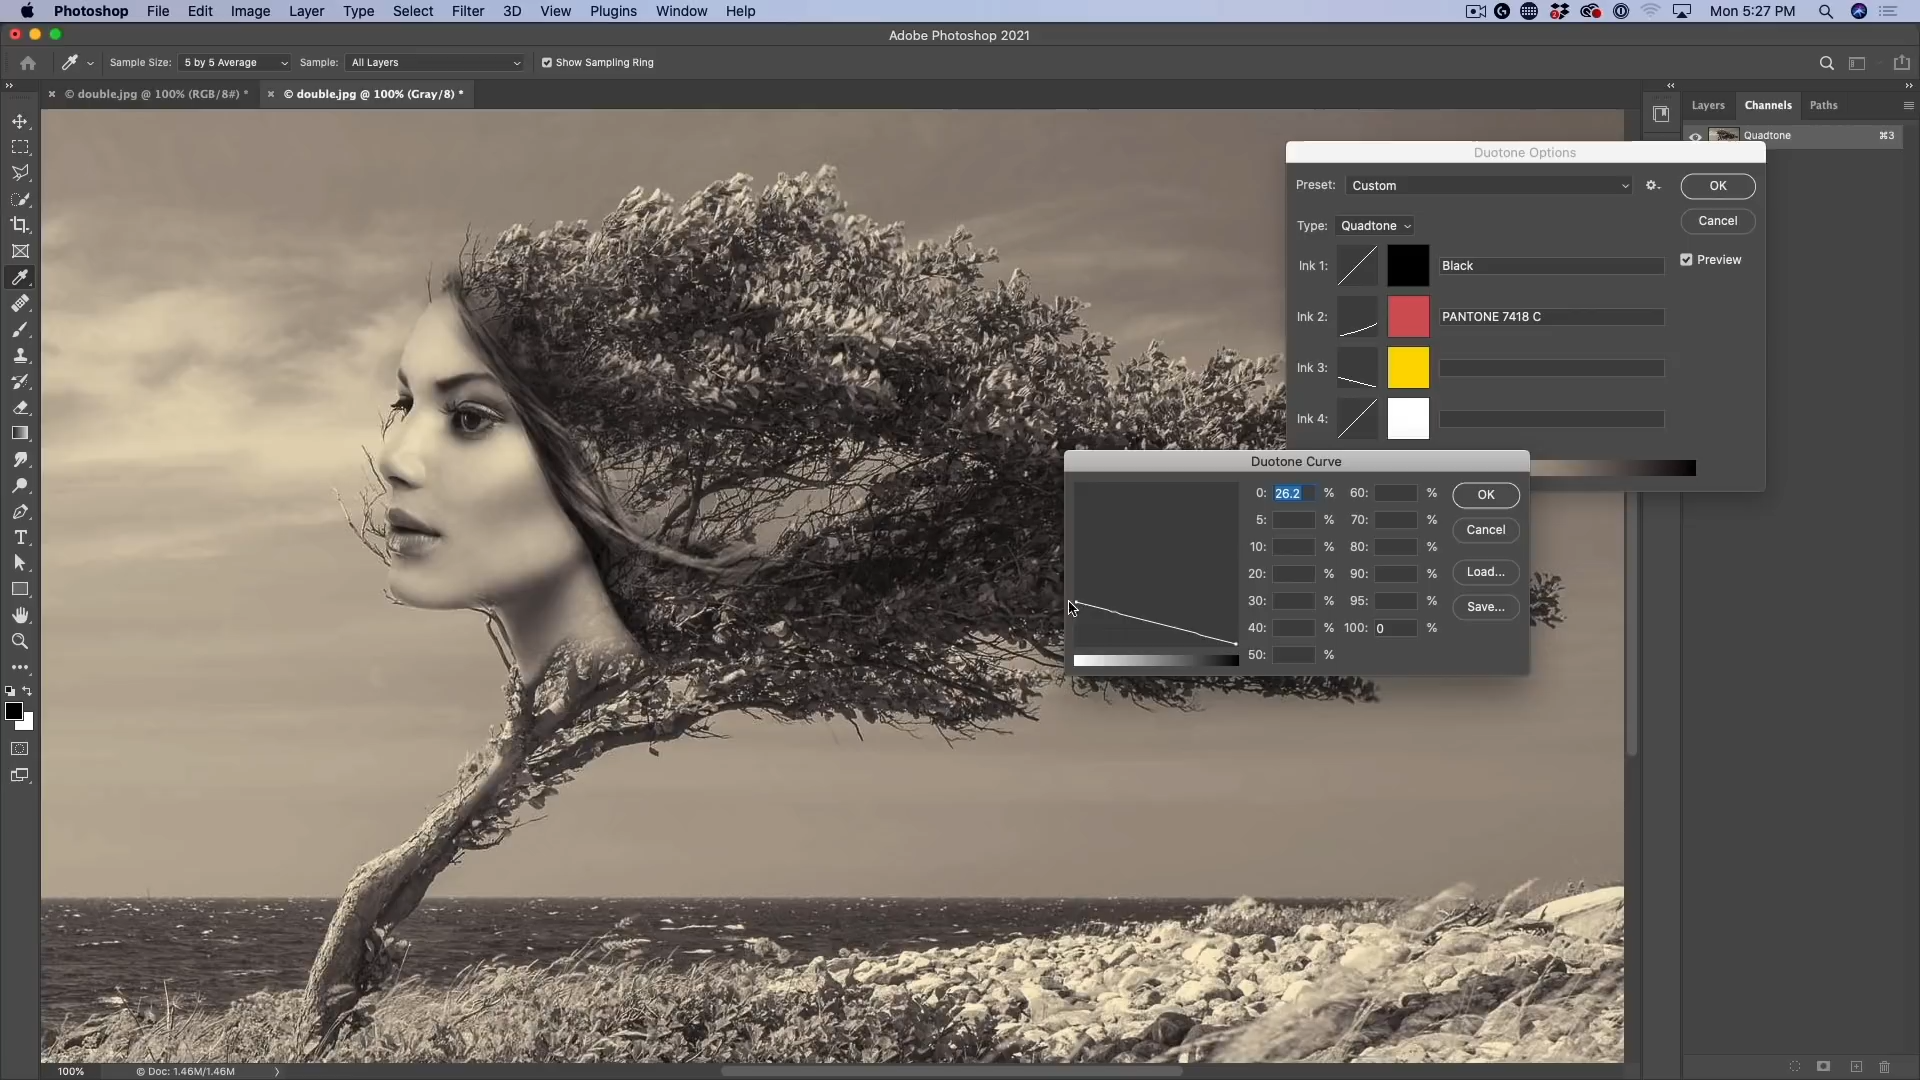 Photoshop File Edit Image Layer Type Select Filter 3D View Plugins Window Help
Mon 5:27 PM
Adobe Photoshop 2021
Sample Size: 5 by 5 Average Sample: All Layers Show Sampling Ring
© double.jpg @ 100% (RGB/8#) * © double.jpg @ 100% (Gray/8) *
Layers Channels Paths
Quadtone ⌘3
Duotone Options
Preset: Custom
OK
Cancel
Type: Quadtone
Preview
Ink 1: Black
Ink 2: PANTONE 7418 C
Ink 3:
Ink 4:
Duotone Curve
0: 26.2 % 60: %
5: % 70: %
10: % 80: %
20: % 90: %
30: % 95: %
40: % 100: 0 %
50: %
OK
Cancel
Load...
Save...
100% © Doc: 1.46M/1.46M